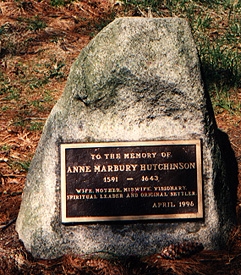 TO THE MEMORY OF
ANNE MARBURY HUTCHINSON
1591 – 1643
WIFE, MOTHER, MIDWIFE, VISIONARY,
SPIRITUAL LEADER AND ORIGINAL SETTLER
APRIL 1996